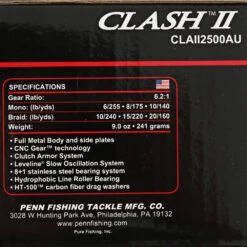 CLASH II
CLAII2500AU
SPECIFICATIONS
Gear Ratio: 6.2:1
Mono: (lb/yds) 6/255 • 8/175 • 10/140
Braid: (lb/yds) 10/240 • 15/220 • 20/160
Weight: 9.0 oz • 241 grams
• Full Metal Body and side plates
• CNC Gear™ technology
• Clutch Armor System
• Leveline® Slow Oscillation System
• 8+1 stainless steel bearing system
• Hydrophobic Line Roller Bearing
• HT-100™ carbon fiber drag washers
PENN FISHING TACKLE MFG. CO.
3028 W Hunting Park Ave, Philadelphia, PA 19132
www.pennfishing.com
Pure Fishing, Inc.